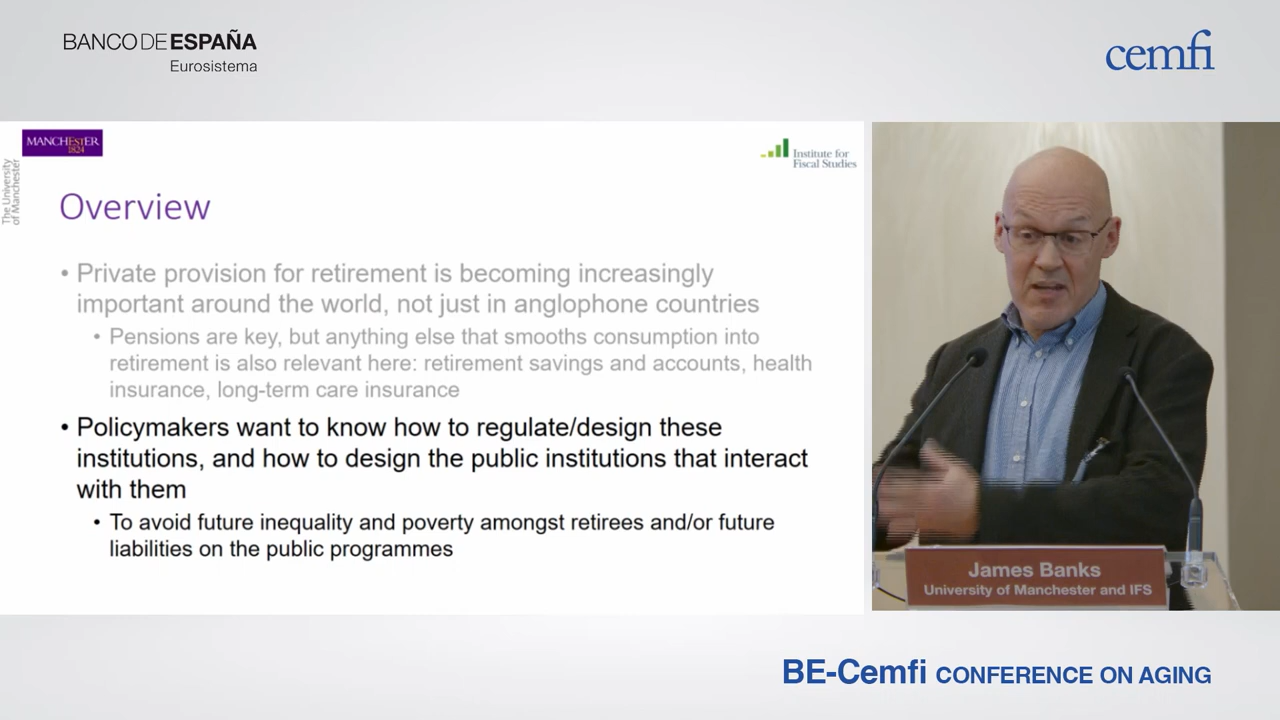 BANCO DE ESPAÑA
Eurosistema
cemfi
MANCHESTER
1824
The University
of Manchester
Institute for
Fiscal Studies
Overview
• Private provision for retirement is becoming increasingly
important around the world, not just in anglophone countries
• Pensions are key, but anything else that smooths consumption into
retirement is also relevant here: retirement savings and accounts, health
insurance, long-term care insurance
• Policymakers want to know how to regulate/design these
institutions, and how to design the public institutions that interact
with them
• To avoid future inequality and poverty amongst retirees and/or future
liabilities on the public programmes
James Banks
University of Manchester and IFS
BE-Cemfi CONFERENCE ON AGING